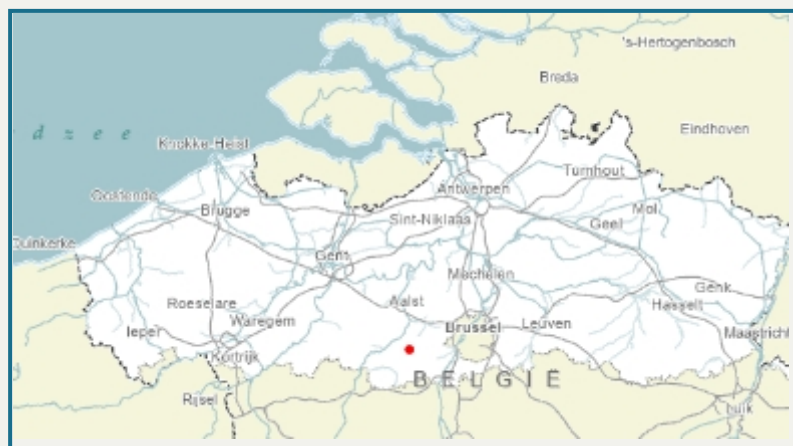 's-Hertogenbosch
Breda
d z e e
Eindhoven
Knokke-Heist
Turnhout
Oostende
Antwerpen
Mol
Brugge
Sint-Niklaas
Geel
Duinkerke
Gent
Mechelen
Genk
Roeselare
Aalst
Hasselt
Ieper
Waregem
Brussel
Leuven
Maastricht
Kortrijk
BELGIË
Rijsel
Luik